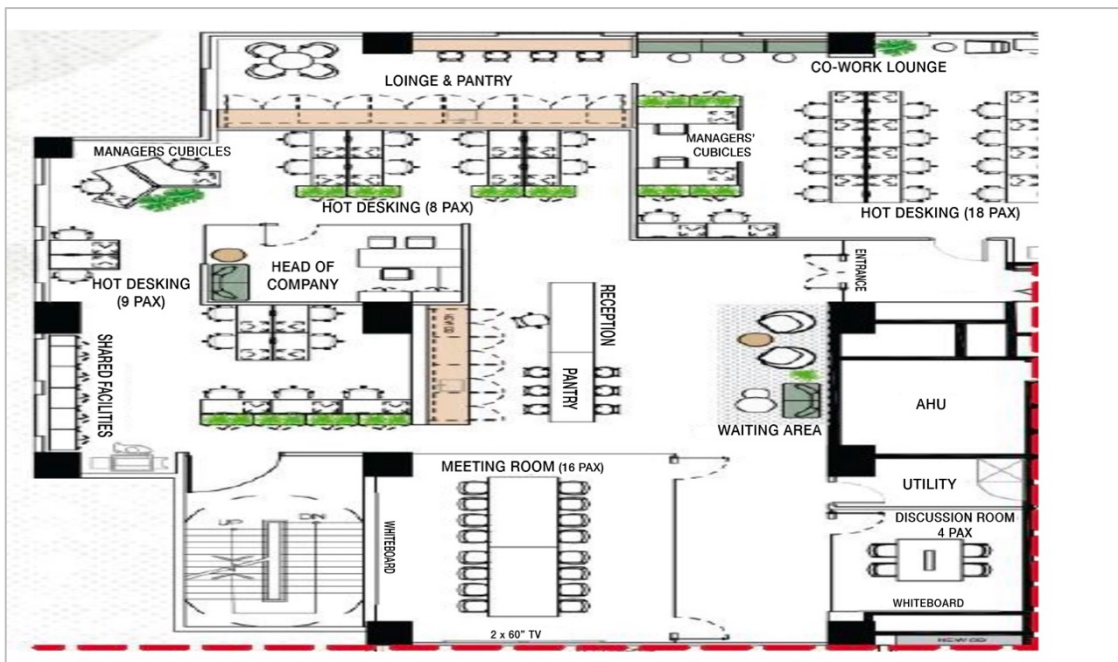 LOINGE & PANTRY
CO-WORK LOUNGE
MANAGERS CUBICLES
MANAGERS'
CUBICLES
HOT DESKING (8 PAX)
HOT DESKING (18 PAX)
HEAD OF
COMPANY
ENTRANCE
HOT DESKING
(9 PAX)
RECEPTION
SHARED FACILITIES
PANTRY
AHU
WAITING AREA
MEETING ROOM (16 PAX)
UTILITY
DISCUSSION ROOM
4 PAX
WHITEBOARD
WHITEBOARD
2 x 60" TV